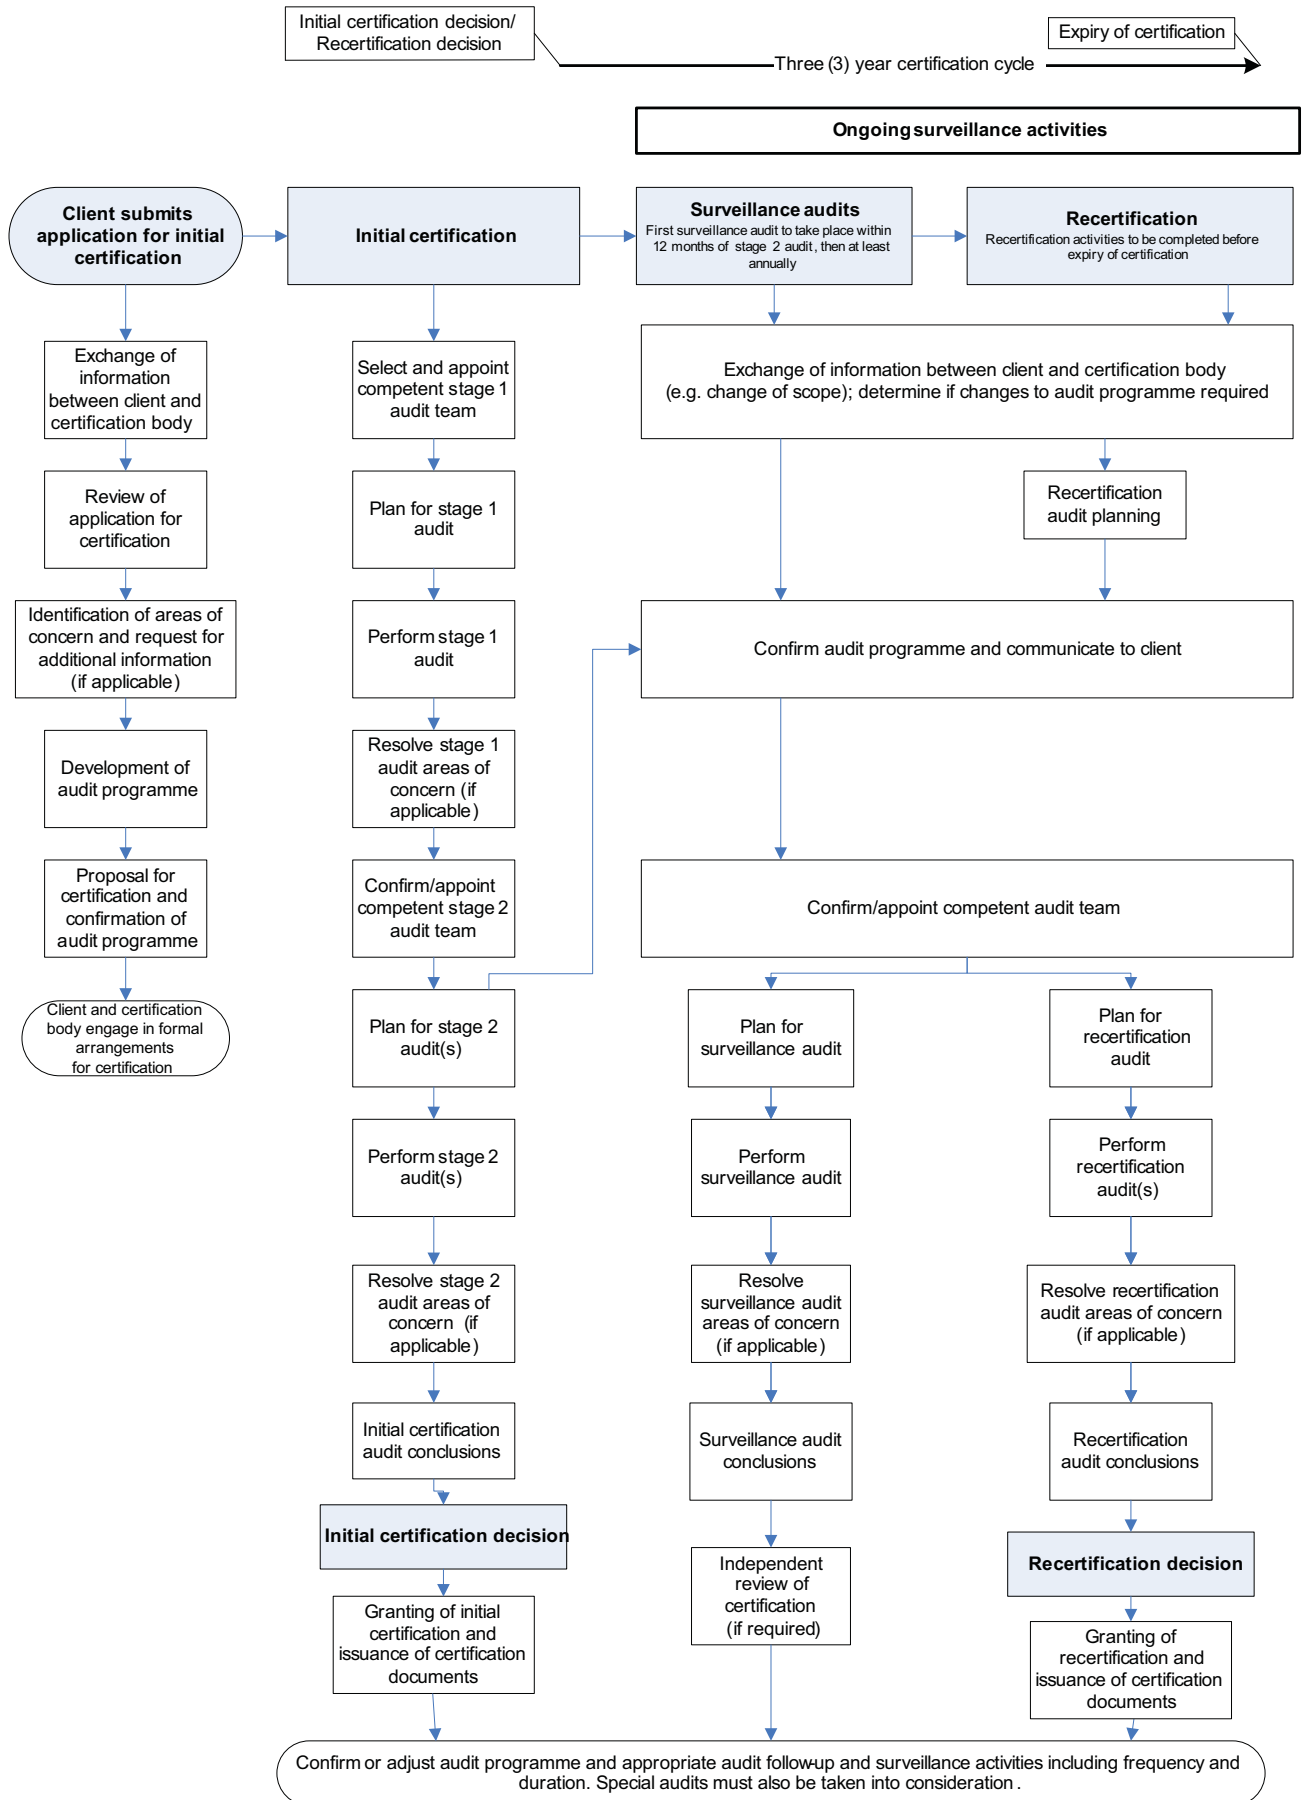 Initial certification decision/
Recertification decision
Expiry of certification
Three (3) year certification cycle
Ongoing surveillance activities
Client submits
application for initial
certification
Initial certification
Surveillance audits
First surveillance audit to take place within
12 months of stage 2 audit, then at least
annually
Recertification
Recertification activities to be completed before
expiry of certification
Exchange of
information
between client and
certification body
Review of
application for
certification
Identification of areas of
concern and request for
additional information
(if applicable)
Development of
audit programme
Proposal for
certification and
confirmation of
audit programme
Client and certification
body engage in formal
arrangements
for certification
Select and appoint
competent stage 1
audit team
Plan for stage 1
audit
Perform stage 1
audit
Resolve stage 1
audit areas of
concern (if
applicable)
Confirm/appoint
competent stage 2
audit team
Plan for stage 2
audit(s)
Perform stage 2
audit(s)
Resolve stage 2
audit areas of
concern (if
applicable)
Initial certification
audit conclusions
Initial certification decision
Granting of initial
certification and
issuance of certification
documents
Exchange of information between client and certification body
(e.g. change of scope); determine if changes to audit programme required
Recertification
audit planning
Confirm audit programme and communicate to client
Confirm/appoint competent audit team
Plan for
surveillance audit
Perform
surveillance audit
Resolve
surveillance audit
areas of concern
(if applicable)
Surveillance audit
conclusions
Independent
review of
certification
(if required)
Plan for
recertification
audit
Perform
recertification
audit(s)
Resolve recertification
audit areas of concern
(if applicable)
Recertification
audit conclusions
Recertification decision
Granting of
recertification and
issuance of certification
documents
Confirm or adjust audit programme and appropriate audit follow-up and surveillance activities including frequency and
duration. Special audits must also be taken into consideration.